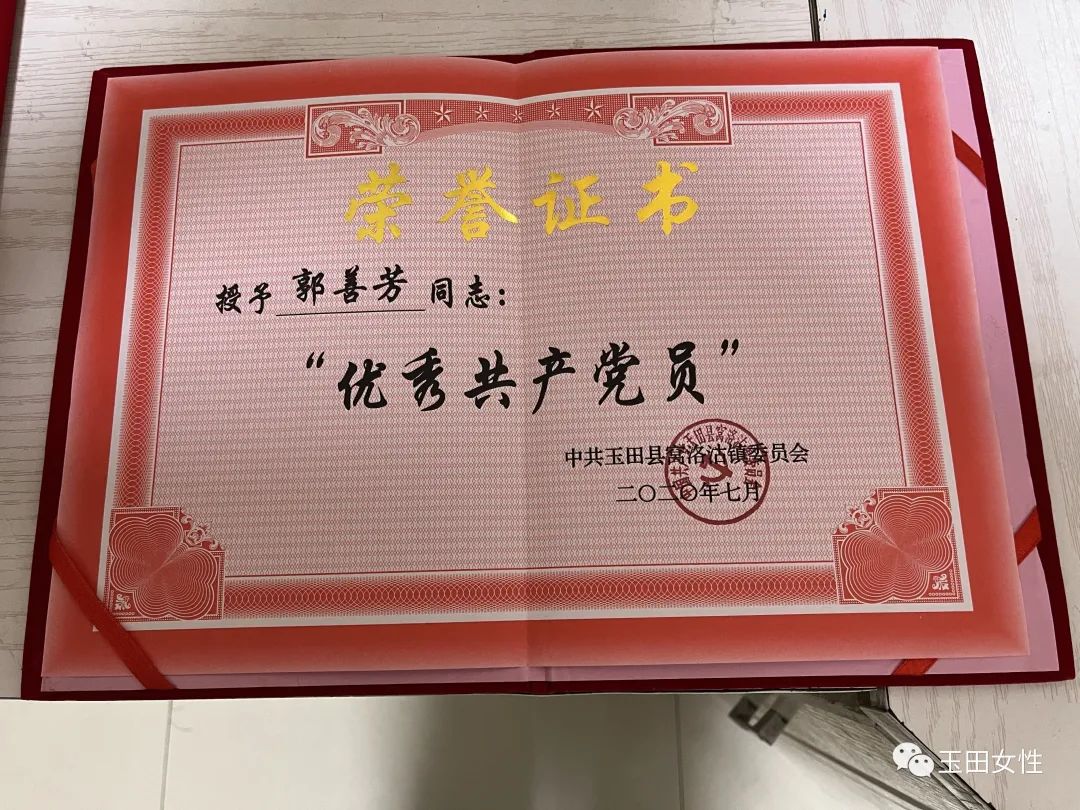 荣誉证书
授予 郭善芳 同志：
“优秀共产党员”
中共玉田县窝洛沽镇委员会
二〇二〇年七月
玉田女性